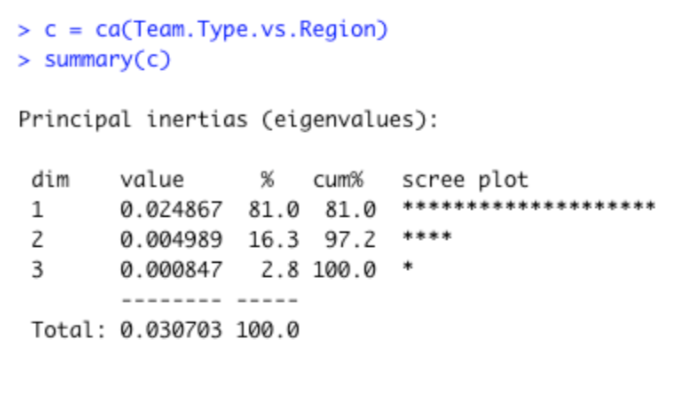 > c = ca(Team.Type.vs.Region)
> summary(c)
Principal inertias (eigenvalues):
dim value % cum% scree plot
1 0.024867 81.0 81.0 ********************
2 0.004989 16.3 97.2 ****
3 0.000847 2.8 100.0 *
-------- -----
Total: 0.030703 100.0